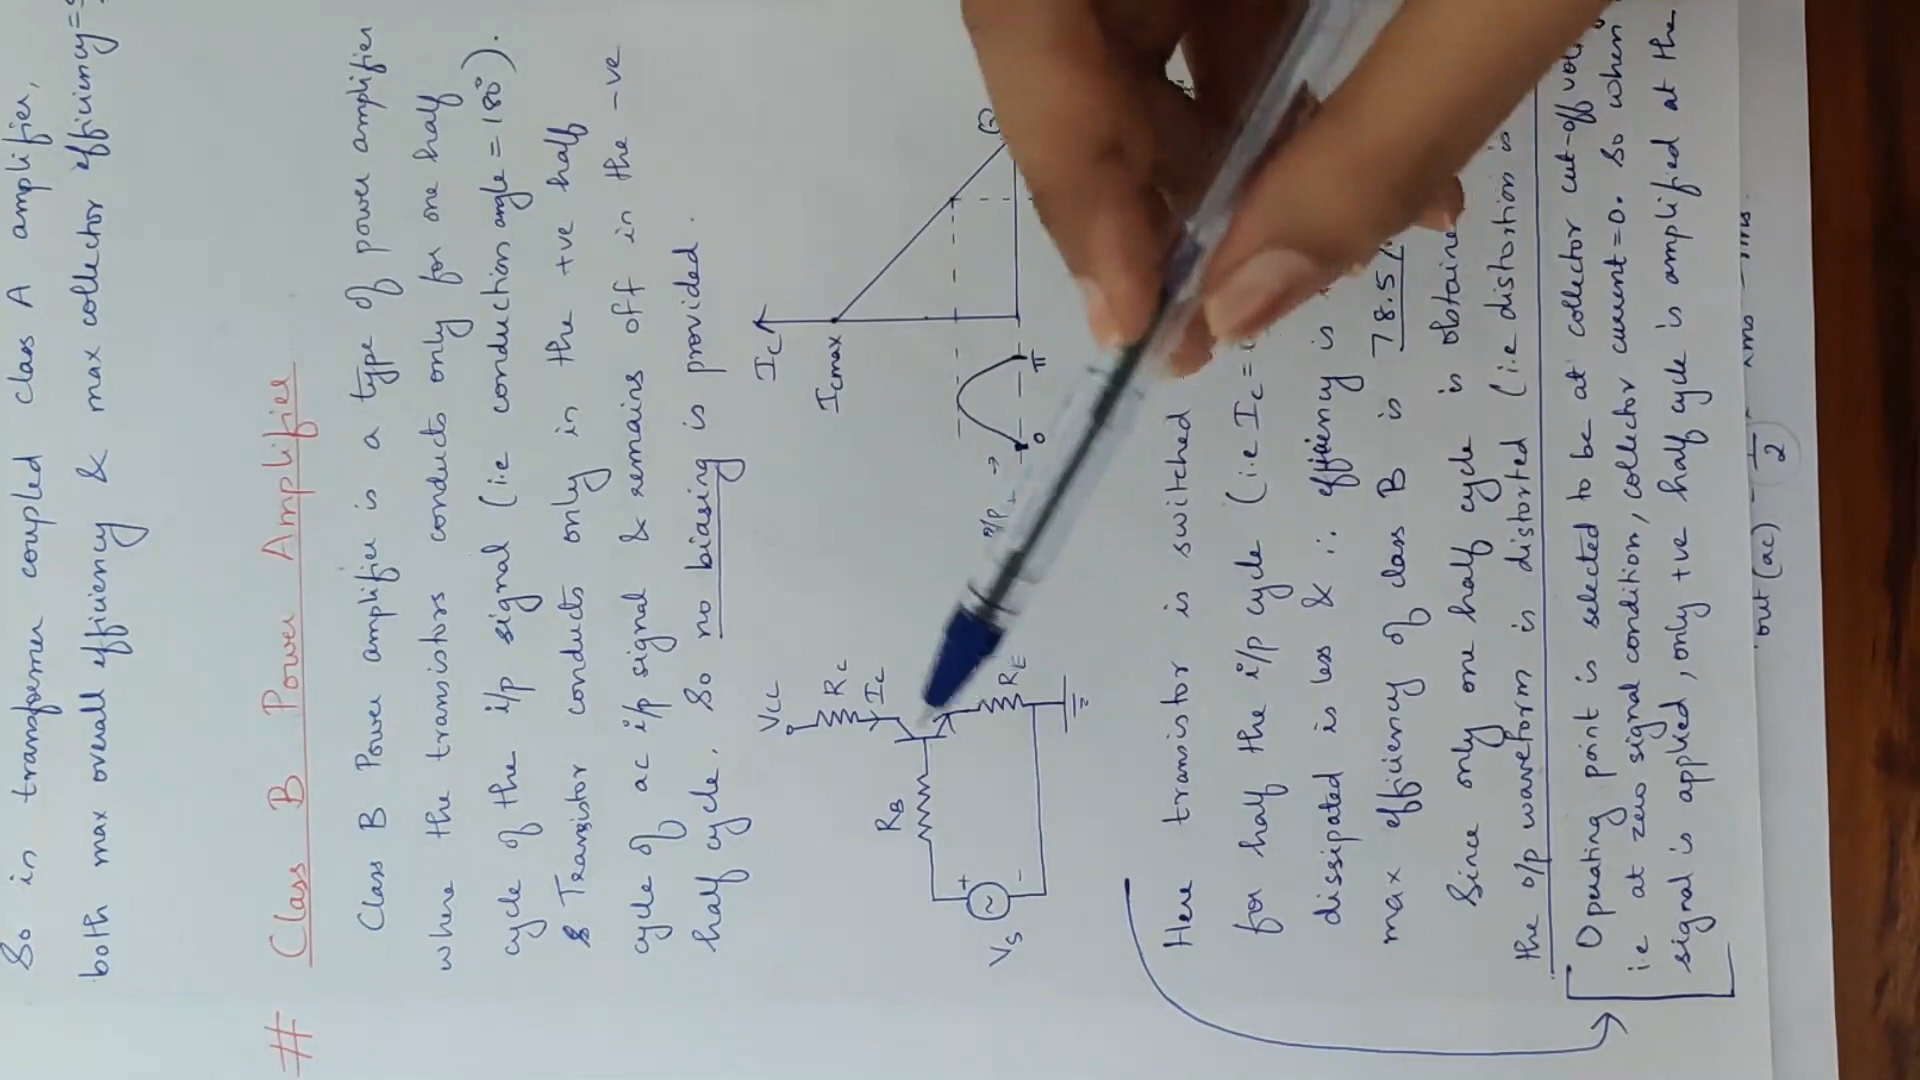 So in transformer coupled class A amplifier,
both max overall efficiency & max collector efficiency =
# Class B Power Amplifier
Class B Power amplifier is a type of power amplifier
where the transistors conducts only for one half
cycle of the i/p signal (i.e conduction angle = 180°).
Transistor conducts only in the +ve half
cycle of ac i/p signal & remains off in the -ve
half cycle. So no biasing is provided.
VCC
RC
IC
RB
RE
VS
+
-
IC
ICmax
i/p
0
π
Here transistor is switched
for half the i/p cycle (i.e IC =
dissipated is less & ∴ efficiency is
max efficiency of class B is 78.5
Since only one half cycle is obtaine
the o/p waveform is distorted (i.e distortion is
Operating point is selected to be at collector cut-off vol
i.e at zero signal condition, collector current = 0. So when
signal is applied, only +ve half cycle is amplified at the
out (ac)
2